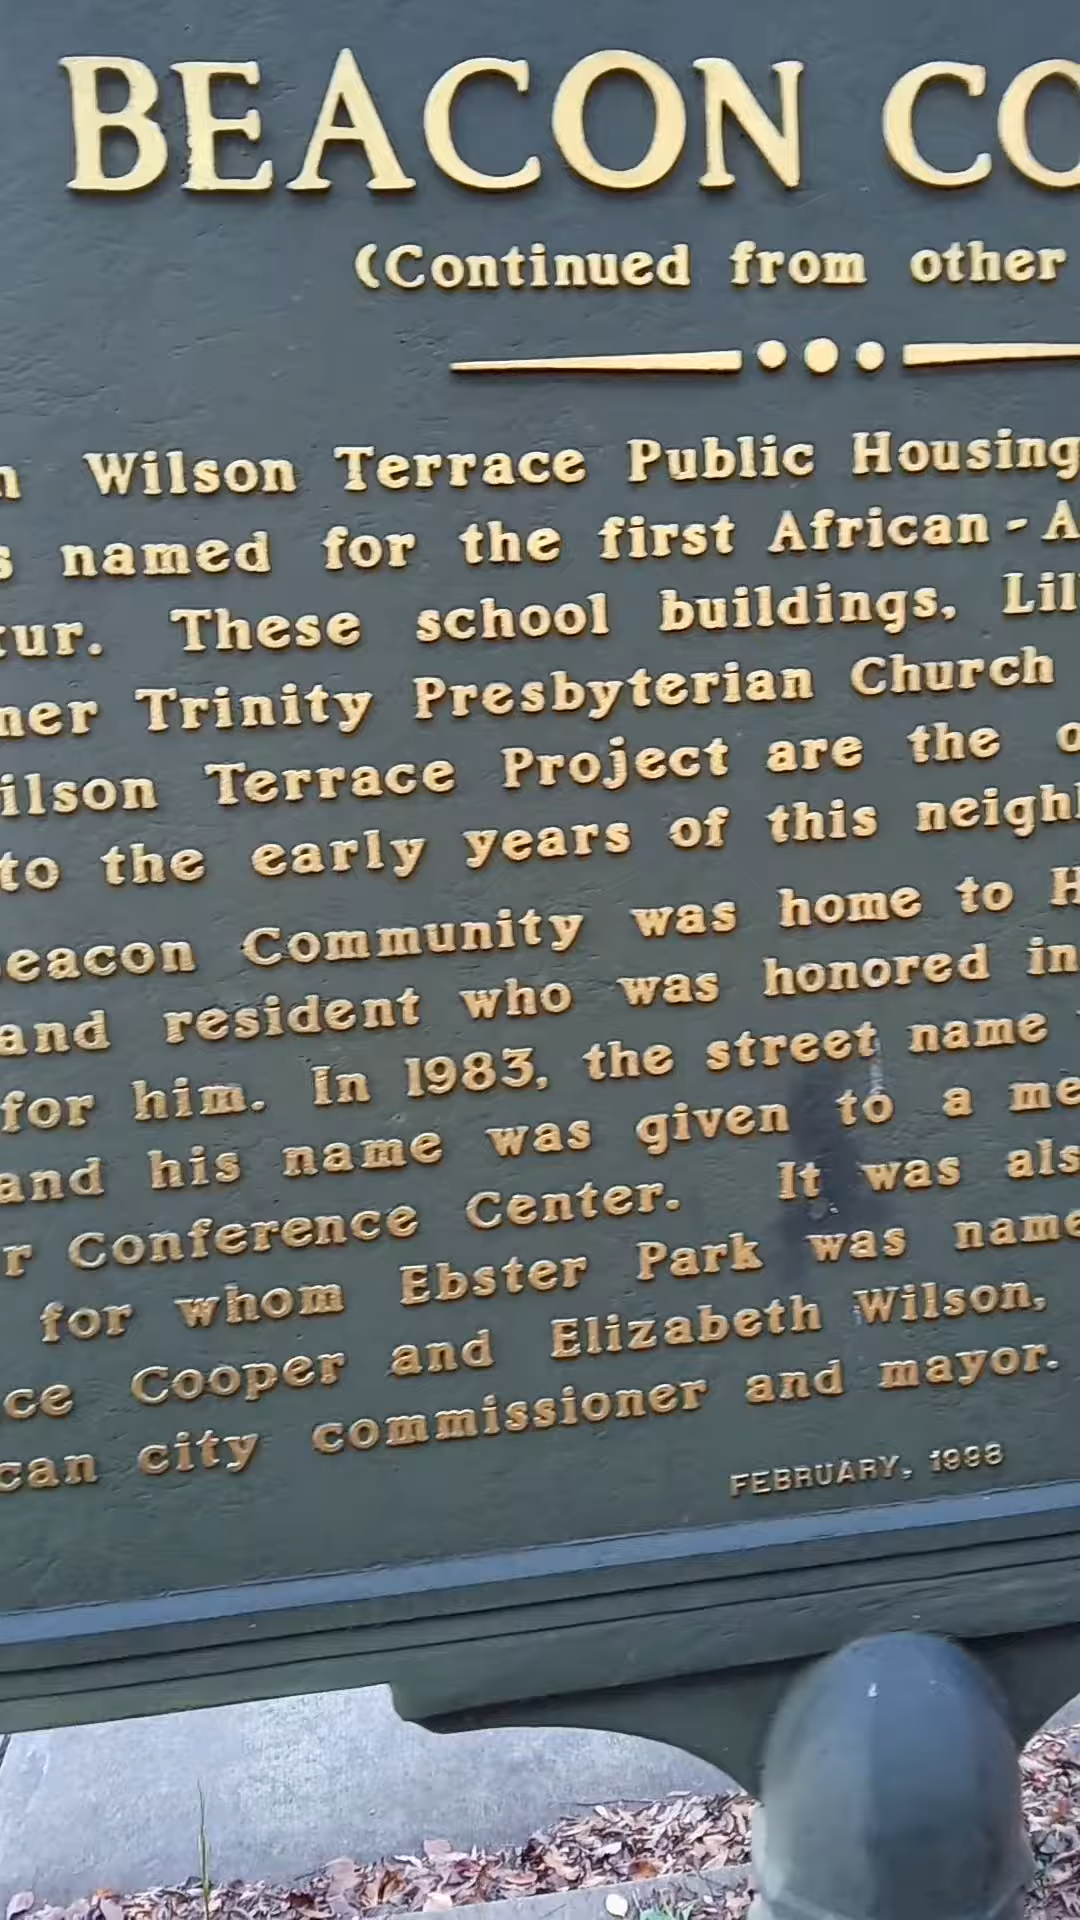 BEACON CO
(Continued from other
n Wilson Terrace Public Housing
s named for the first African-A
tur. These school buildings, Lil
ner Trinity Presbyterian Church
ilson Terrace Project are the o
to the early years of this neigh
eacon Community was home to H
and resident who was honored in
for him. In 1983, the street name
and his name was given to a me
r Conference Center. It was als
for whom Ebster Park was name
ce Cooper and Elizabeth Wilson,
can city commissioner and mayor.
FEBRUARY, 1998